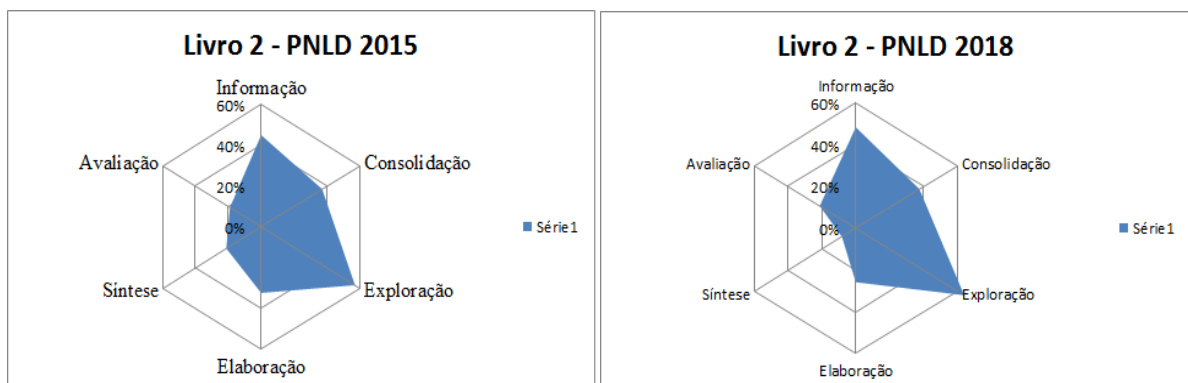 Livro 2 - PNLD 2015
Informação
60%
40%
20%
0%
Avaliação
Consolidação
Síntese
Exploração
Elaboração
Série1
Livro 2 - PNLD 2018
Informação
60%
40%
20%
0%
Avaliação
Consolidação
Síntese
Exploração
Elaboração
Série1